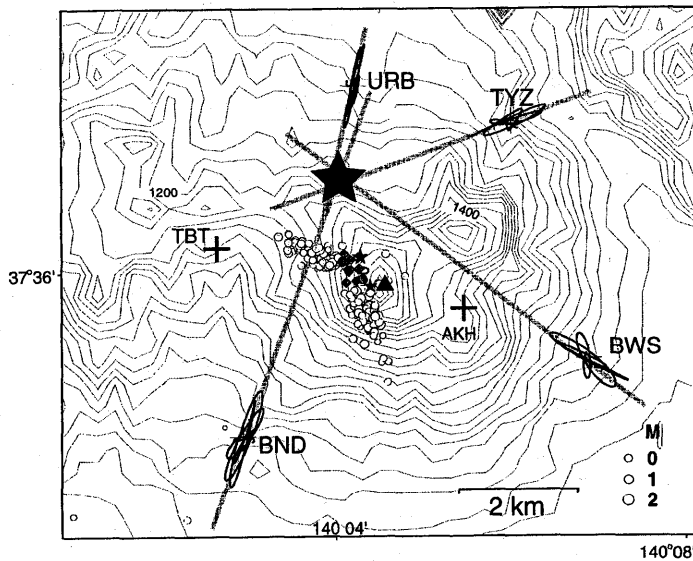 URB
TYZ
1200
1400
TBT
37°36'
AKH
BWS
BND
M
0
1
2
2 km
140 04'
140°08'